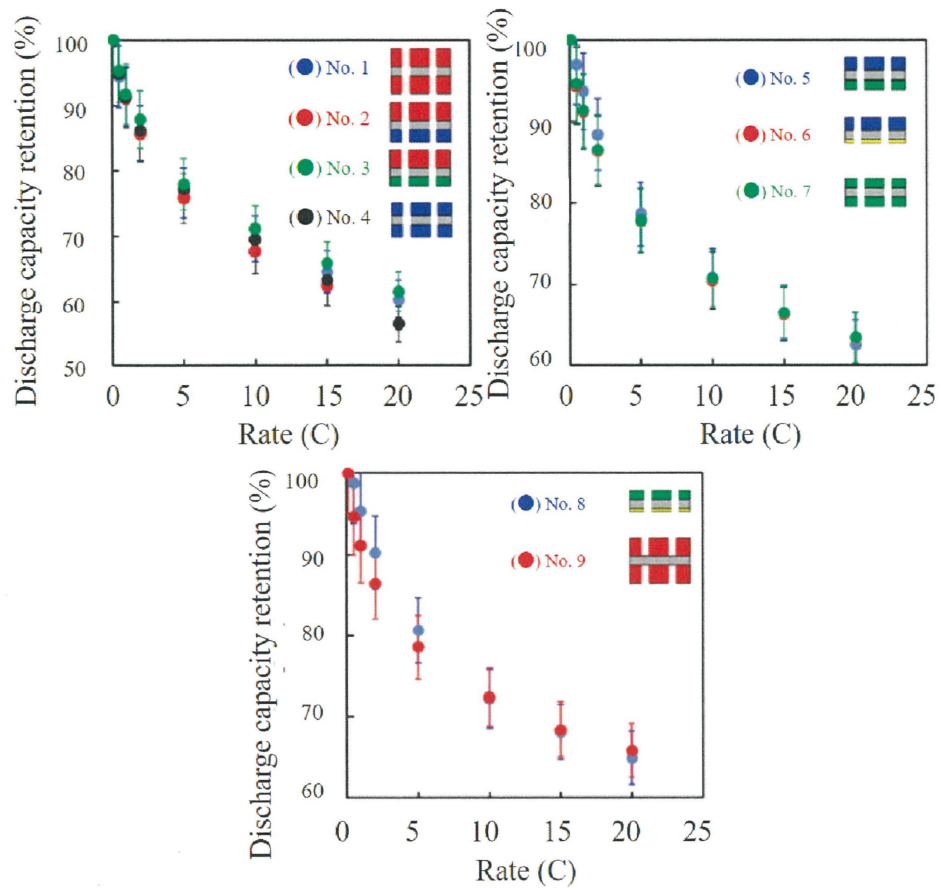 Discharge capacity retention (%)
100
90
80
70
60
50
0 5 10 15 20 25
Rate (C)
(●) No. 1
(●) No. 2
(●) No. 3
(●) No. 4
Discharge capacity retention (%)
100
90
80
70
60
0 5 10 15 20 25
Rate (C)
(●) No. 5
(●) No. 6
(●) No. 7
Discharge capacity retention (%)
100
90
80
70
60
0 5 10 15 20 25
Rate (C)
(●) No. 8
(●) No. 9